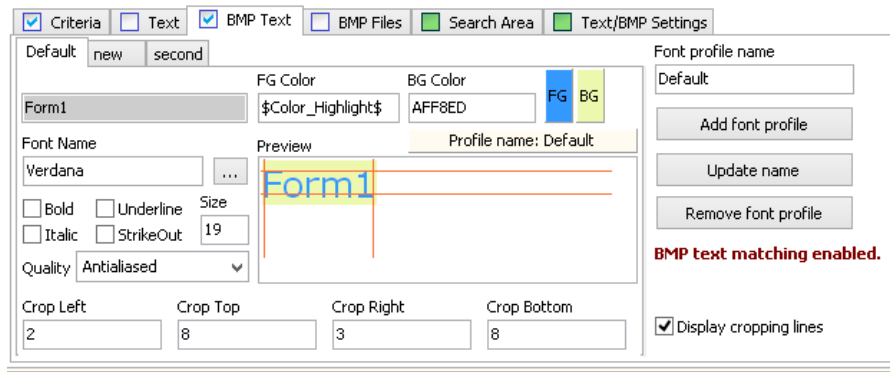 Criteria Text BMP Text BMP Files Search Area Text/BMP Settings
Default new second
Font profile name
Default
FG Color BG Color
Form1 $Color_Highlight$ AFF8ED FG BG
Add font profile
Font Name Preview Profile name: Default
Verdana ...
Update name
Form1
Bold Underline Size
Italic StrikeOut 19
Remove font profile
BMP text matching enabled.
Quality Antialiased
Crop Left Crop Top Crop Right Crop Bottom
2 8 3 8
Display cropping lines